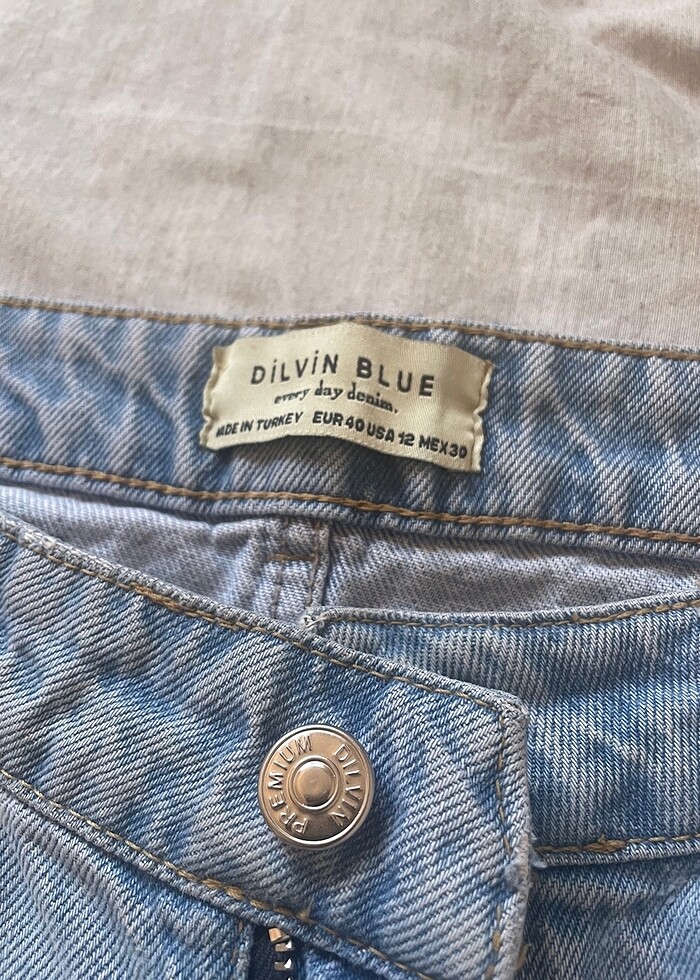 DİLVİN BLUE
every day denim.
MADE IN TURKEY EUR 40 USA 12 MEX 30
PREMIUM DILVIN